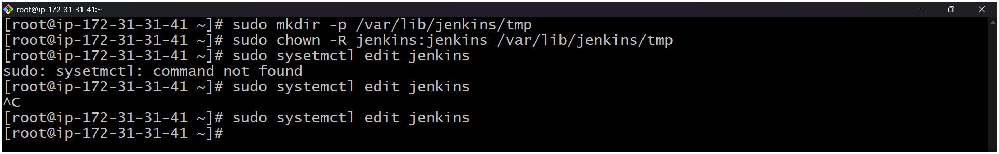 root@ip-172-31-31-41:~
[root@ip-172-31-31-41 ~]# sudo mkdir -p /var/lib/jenkins/tmp
[root@ip-172-31-31-41 ~]# sudo chown -R jenkins:jenkins /var/lib/jenkins/tmp
[root@ip-172-31-31-41 ~]# sudo sysetmctl edit jenkins
sudo: sysetmctl: command not found
[root@ip-172-31-31-41 ~]# sudo systemctl edit jenkins
^C
[root@ip-172-31-31-41 ~]# sudo systemctl edit jenkins
[root@ip-172-31-31-41 ~]#